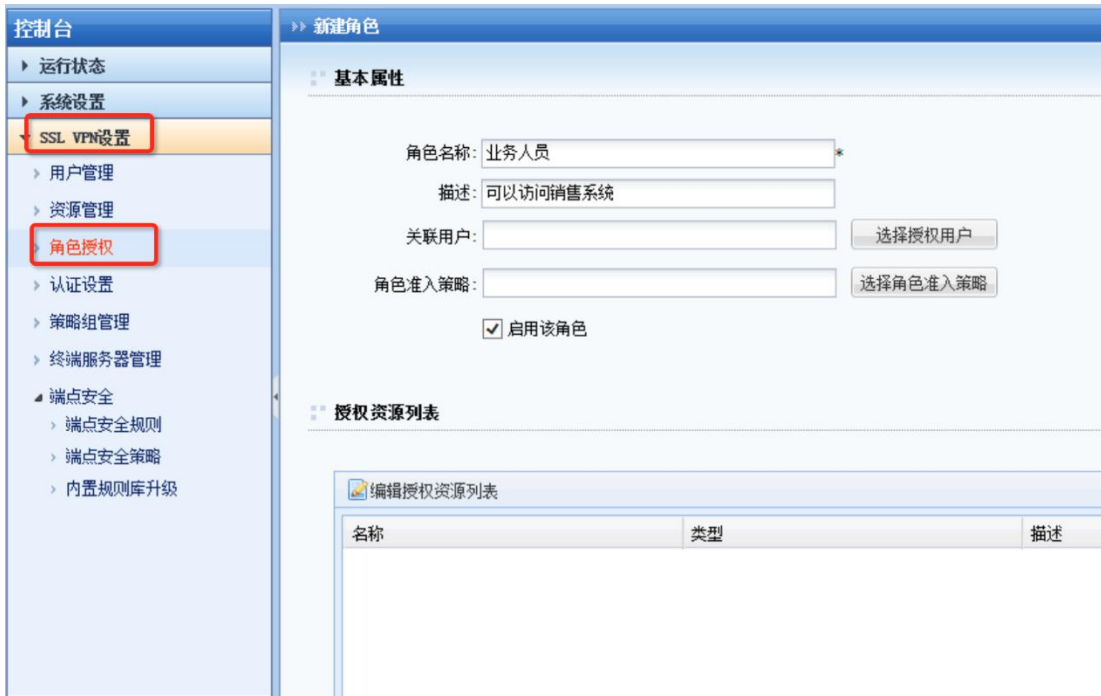 控制台
运行状态
系统设置
SSL VPN设置
用户管理
资源管理
角色授权
认证设置
策略组管理
终端服务器管理
端点安全
端点安全规则
端点安全策略
内置规则库升级
新建角色
基本属性
角色名称: 业务人员 *
描述: 可以访问销售系统
关联用户: 选择授权用户
角色准入策略: 选择角色准入策略
启用该角色
授权资源列表
编辑授权资源列表
名称 类型 描述